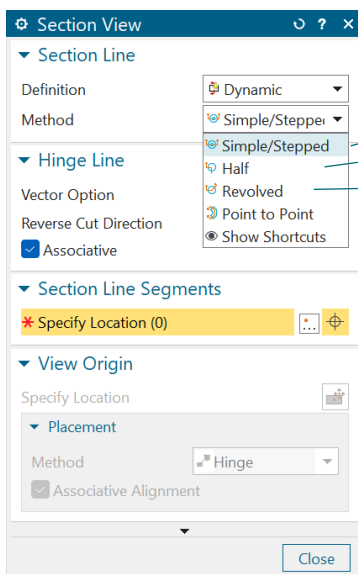 Section View ?
Section Line
Definition Dynamic
Method Simple/Stepped
Simple/Stepped
Hinge Line Half
Vector Option Revolved
Reverse Cut Direction Point to Point
Associative Show Shortcuts
Section Line Segments
* Specify Location (0)
View Origin
Specify Location
Placement
Method Hinge
Associative Alignment
Close